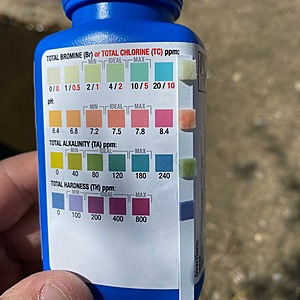 TOTAL BROMINE (Br) or TOTAL CHLORINE (TC) ppm:
MIN IDEAL MAX
0 / 0 1 / 0.5 2 / 1 4 / 2 10 / 5 20 / 10
pH:
MIN IDEAL MAX
6.4 6.8 7.2 7.5 7.8 8.4
TOTAL ALKALINITY (TA) ppm:
MIN IDEAL MAX
0 40 80 120 180 240
TOTAL HARDNESS (TH) ppm:
MIN IDEAL MAX
0 100 200 400 800